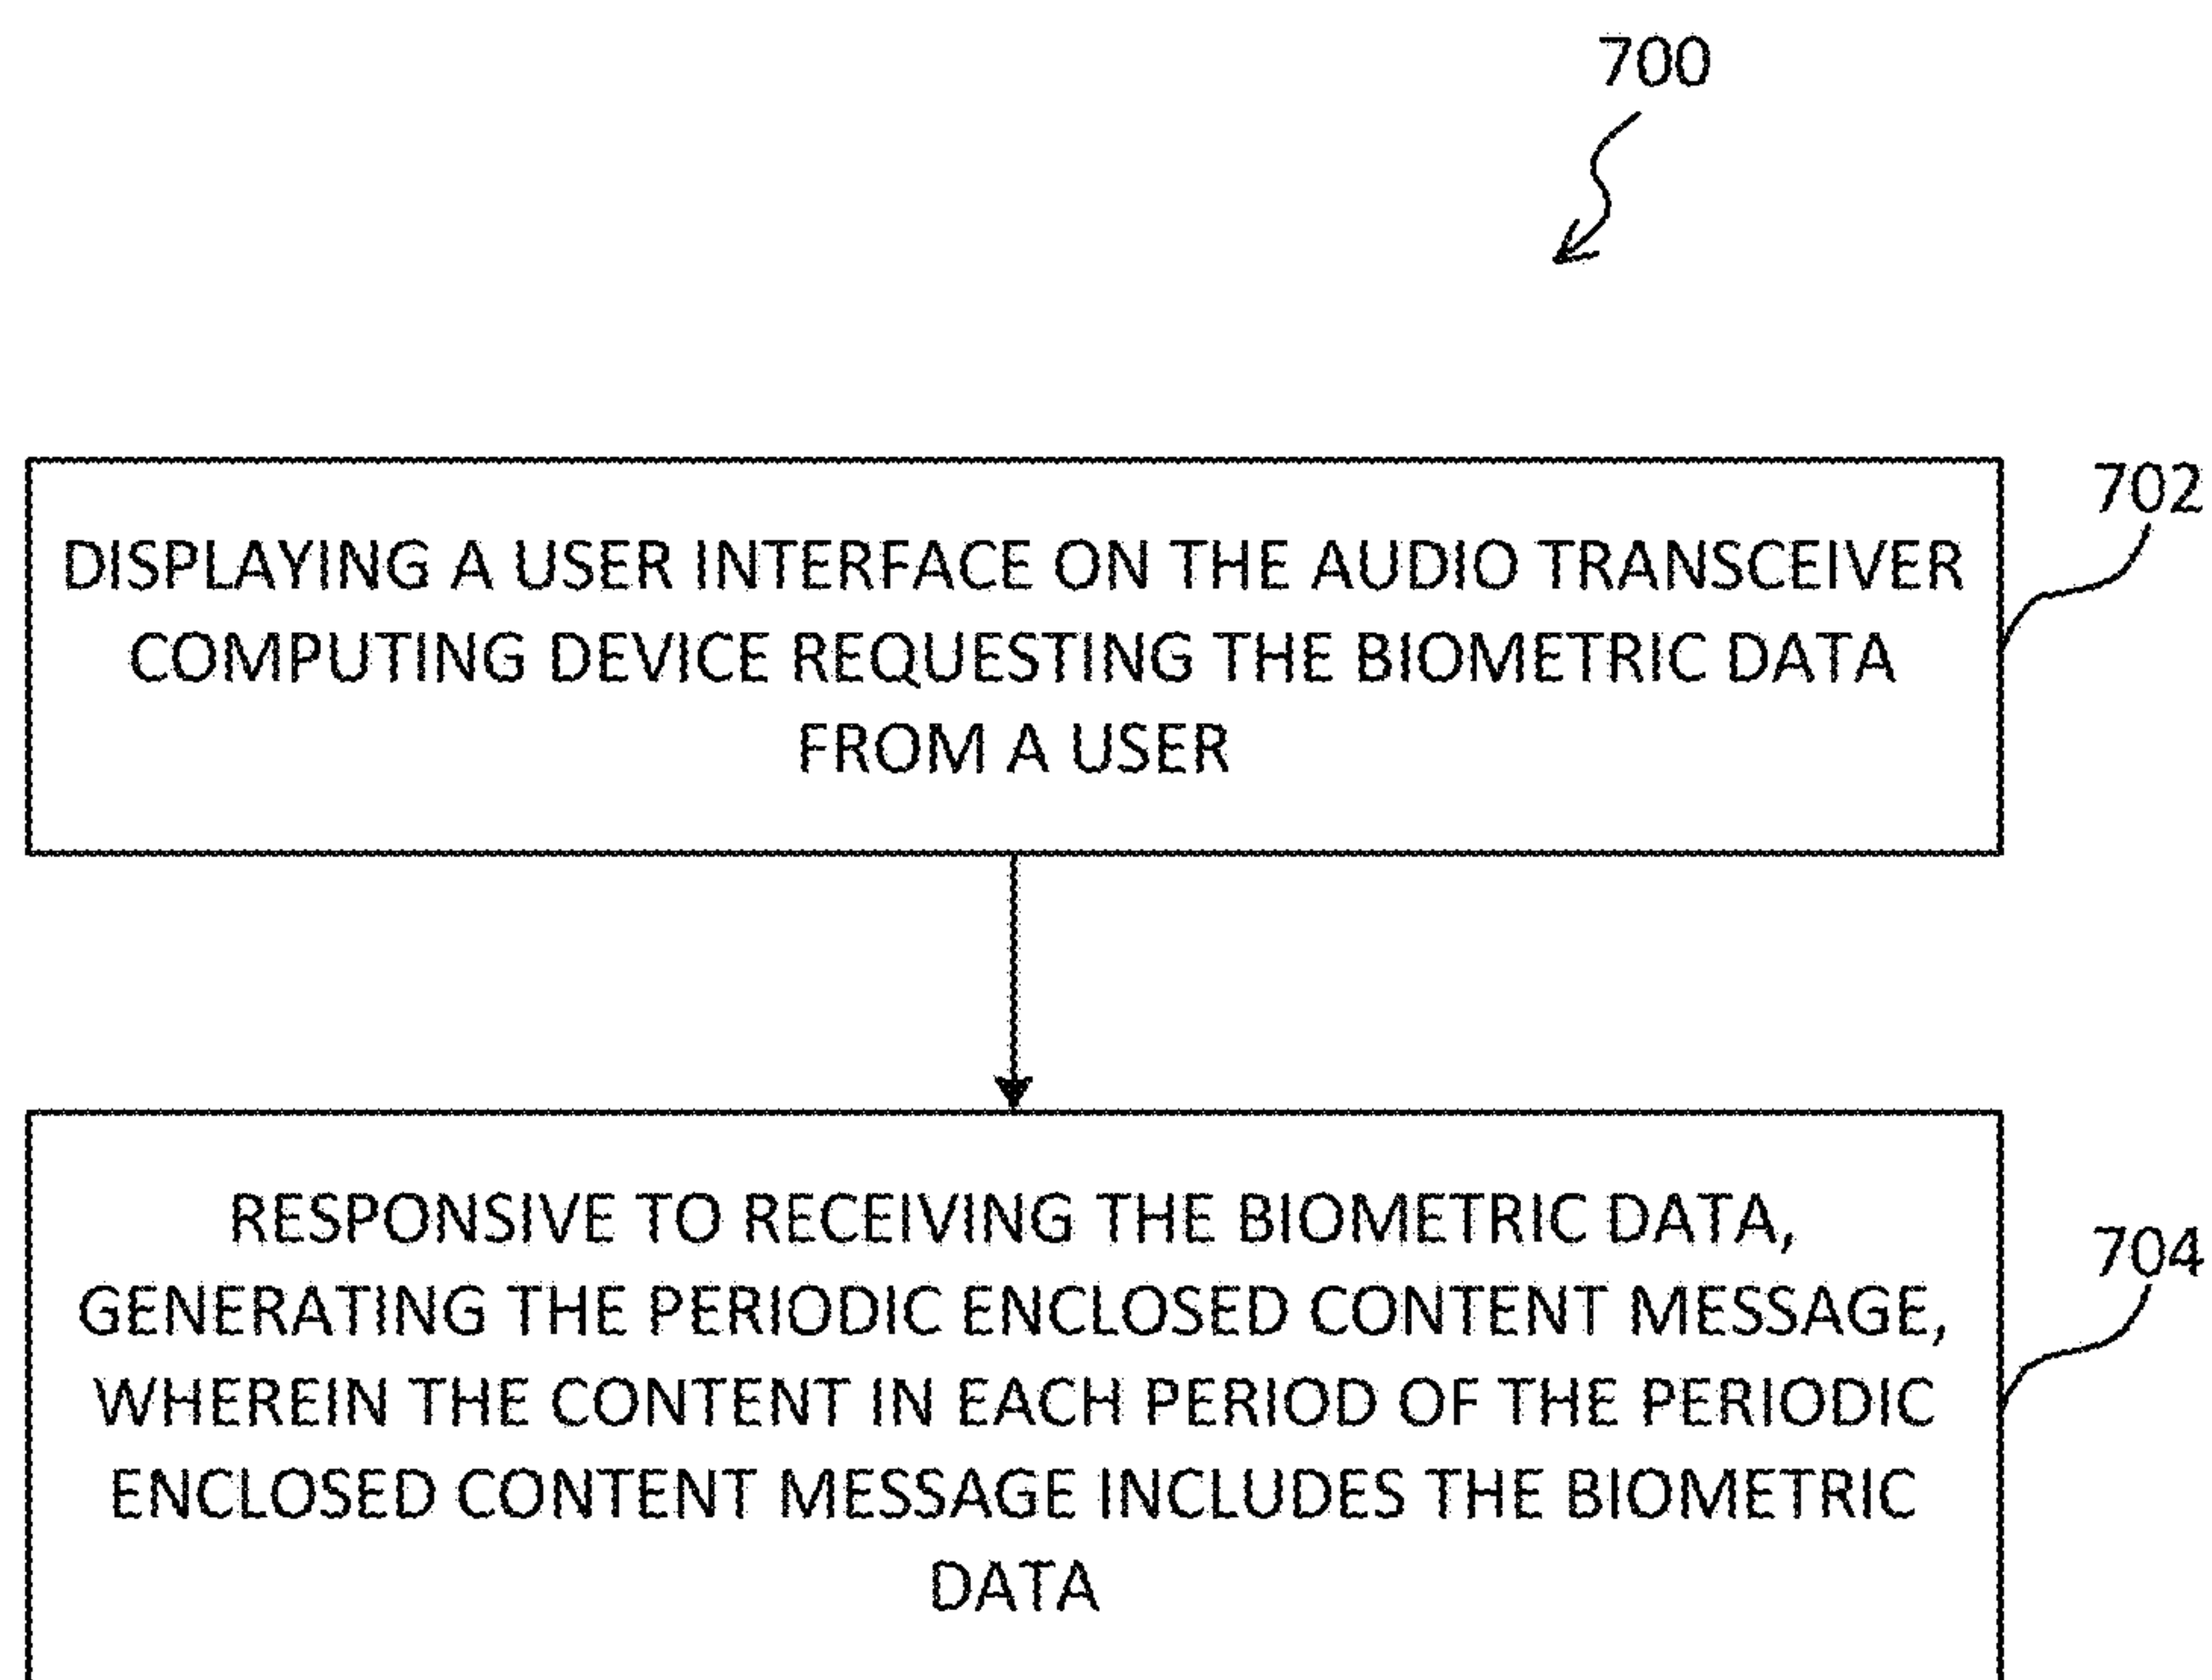 700
702
DISPLAYING A USER INTERFACE ON THE AUDIO TRANSCEIVER
COMPUTING DEVICE REQUESTING THE BIOMETRIC DATA
FROM A USER
704
RESPONSIVE TO RECEIVING THE BIOMETRIC DATA,
GENERATING THE PERIODIC ENCLOSED CONTENT MESSAGE,
WHEREIN THE CONTENT IN EACH PERIOD OF THE PERIODIC
ENCLOSED CONTENT MESSAGE INCLUDES THE BIOMETRIC
DATA